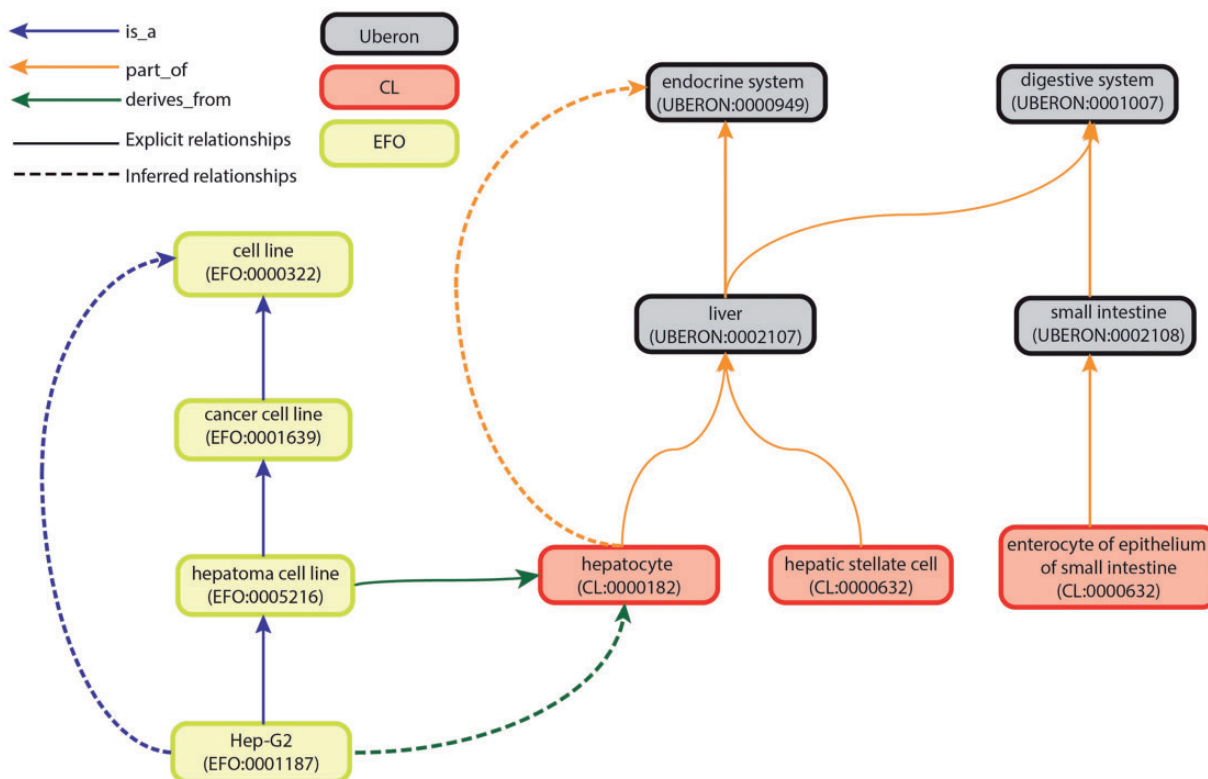 is_a
part_of
derives_from
Explicit relationships
Inferred relationships
Uberon
CL
EFO
endocrine system
(UBERON:0000949)
digestive system
(UBERON:0001007)
cell line
(EFO:0000322)
liver
(UBERON:0002107)
small intestine
(UBERON:0002108)
cancer cell line
(EFO:0001639)
hepatoma cell line
(EFO:0005216)
hepatocyte
(CL:0000182)
hepatic stellate cell
(CL:0000632)
enterocyte of epithelium
of small intestine
(CL:0000632)
Hep-G2
(EFO:0001187)